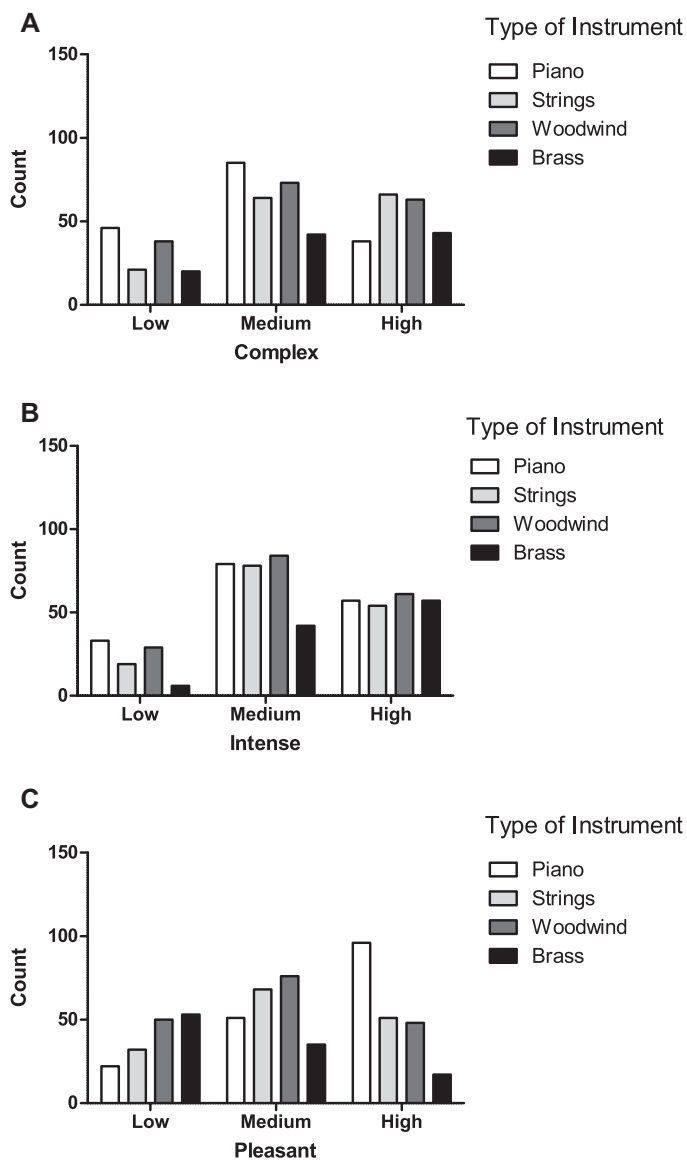 A
Type of Instrument
Piano
Strings
Woodwind
Brass
150
100
50
0
Count
Low Medium High
Complex
B
Type of Instrument
Piano
Strings
Woodwind
Brass
150
100
50
0
Count
Low Medium High
Intense
C
Type of Instrument
Piano
Strings
Woodwind
Brass
150
100
50
0
Count
Low Medium High
Pleasant